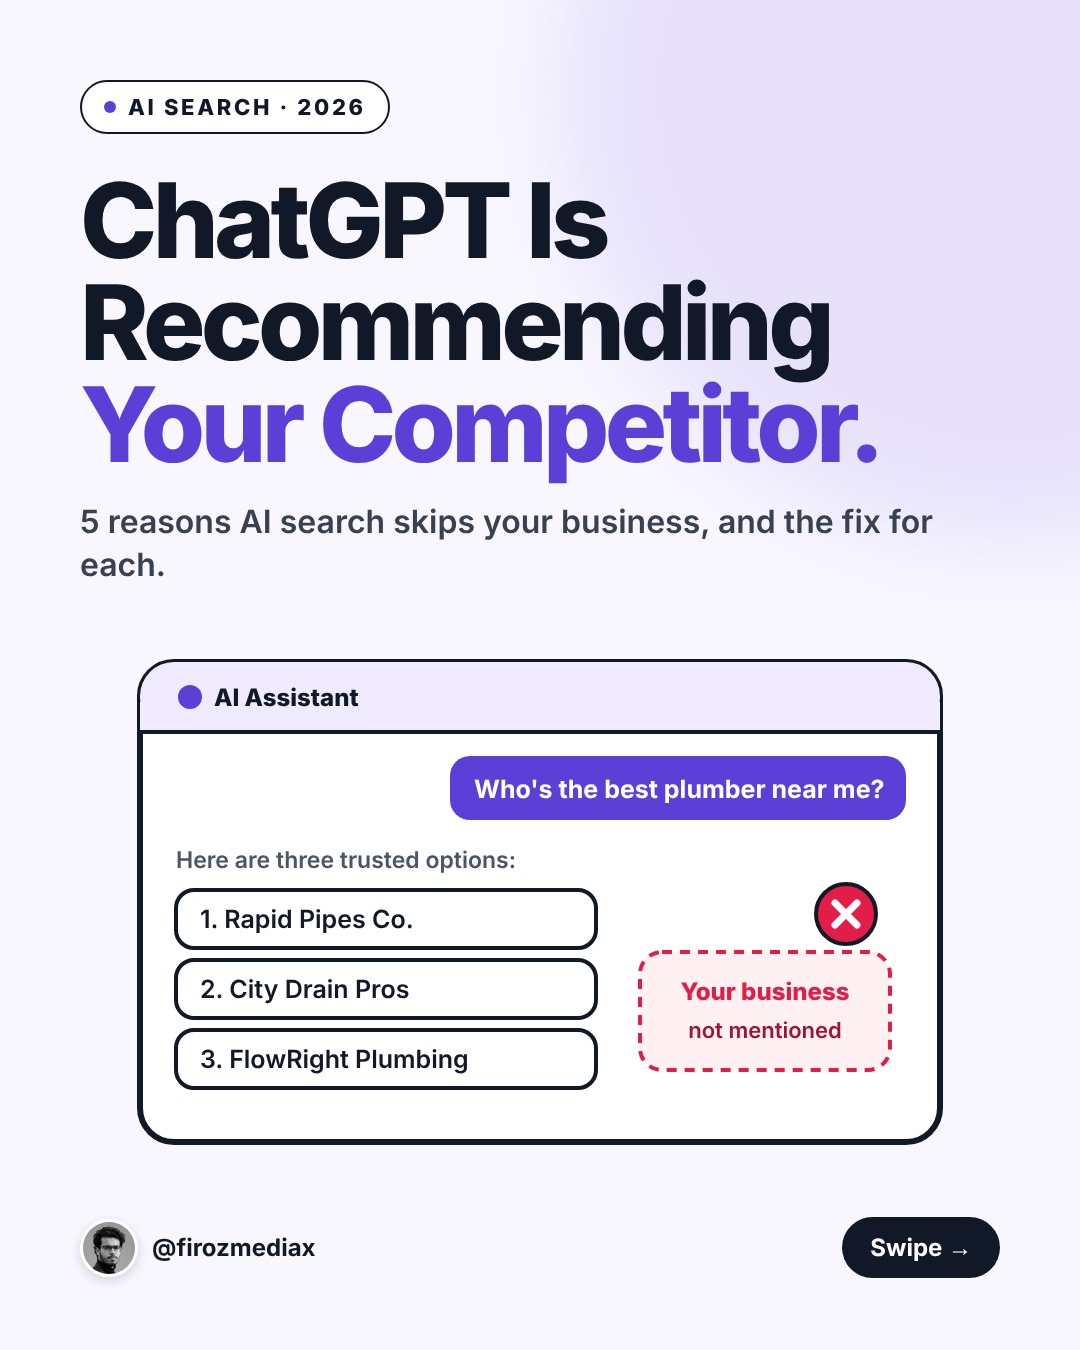 AI SEARCH · 2026
ChatGPT Is
Recommending
Your Competitor.
5 reasons AI search skips your business, and the fix for
each.
AI Assistant
Who's the best plumber near me?
Here are three trusted options:
1. Rapid Pipes Co.
2. City Drain Pros
3. FlowRight Plumbing
Your business
not mentioned
@firozmediax
Swipe →